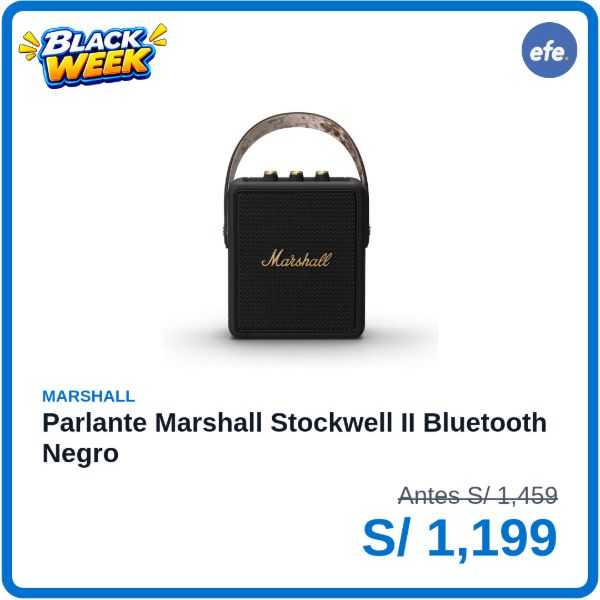 BLACK
WEEK
efe.
Marshall
MARSHALL
Parlante Marshall Stockwell II Bluetooth
Negro
Antes S/ 1,459
S/ 1,199